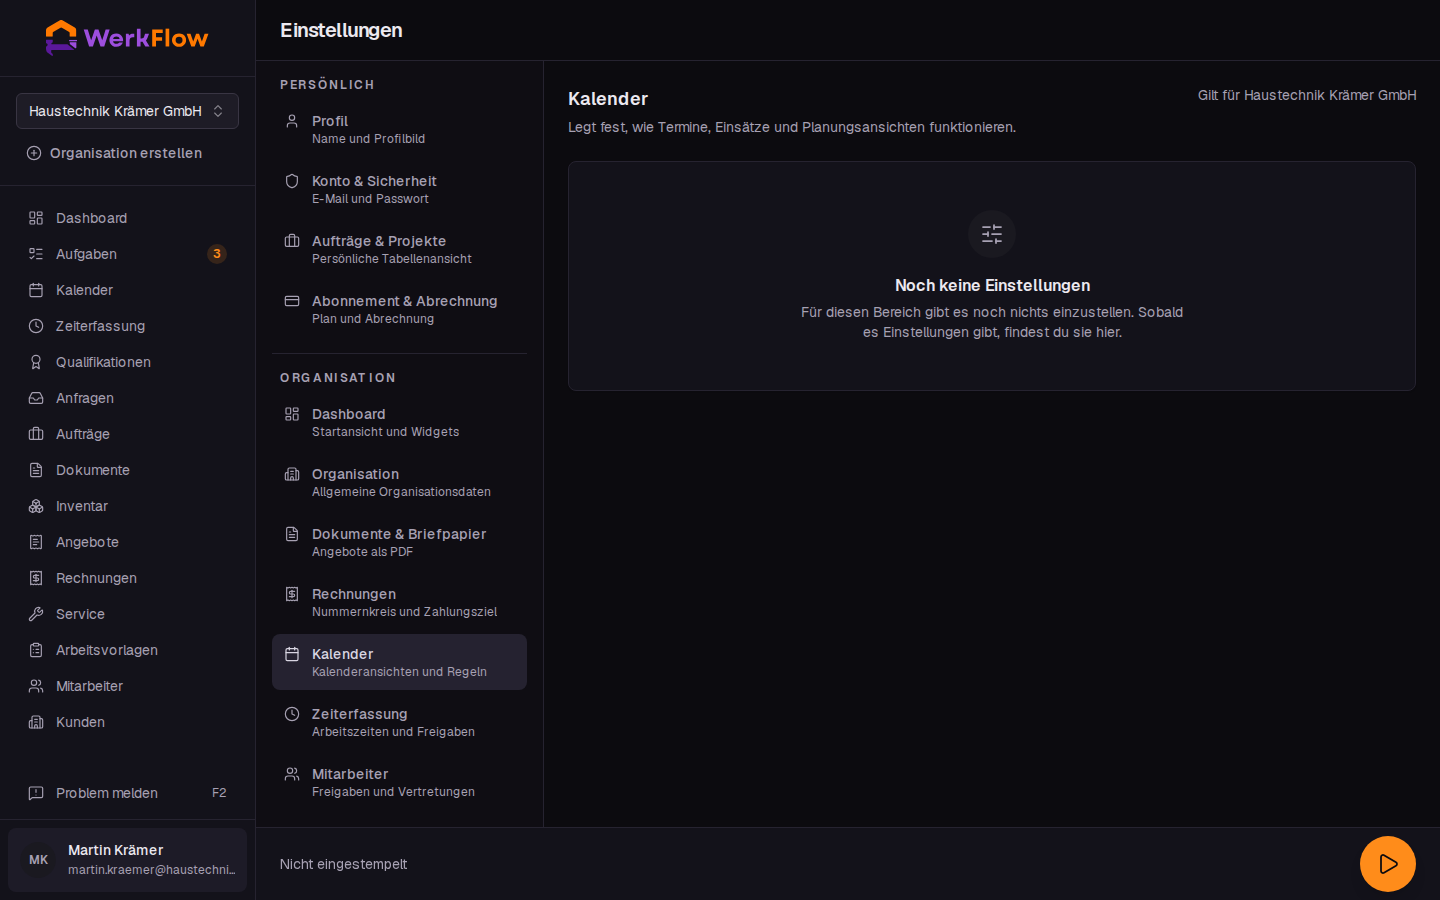 WerkFlow
Haustechnik Krämer GmbH
Organisation erstellen
Dashboard
Aufgaben 3
Kalender
Zeiterfassung
Qualifikationen
Anfragen
Aufträge
Dokumente
Inventar
Angebote
Rechnungen
Service
Arbeitsvorlagen
Mitarbeiter
Kunden
Problem melden F2
MK
Martin Krämer
martin.kraemer@haustechni...
Einstellungen
PERSÖNLICH
Profil
Name und Profilbild
Konto & Sicherheit
E-Mail und Passwort
Aufträge & Projekte
Persönliche Tabellenansicht
Abonnement & Abrechnung
Plan und Abrechnung
ORGANISATION
Dashboard
Startansicht und Widgets
Organisation
Allgemeine Organisationsdaten
Dokumente & Briefpapier
Angebote als PDF
Rechnungen
Nummernkreis und Zahlungsziel
Kalender
Kalenderansichten und Regeln
Zeiterfassung
Arbeitszeiten und Freigaben
Mitarbeiter
Freigaben und Vertretungen
Kalender
Gilt für Haustechnik Krämer GmbH
Legt fest, wie Termine, Einsätze und Planungsansichten funktionieren.
Noch keine Einstellungen
Für diesen Bereich gibt es noch nichts einzustellen. Sobald
es Einstellungen gibt, findest du sie hier.
Nicht eingestempelt